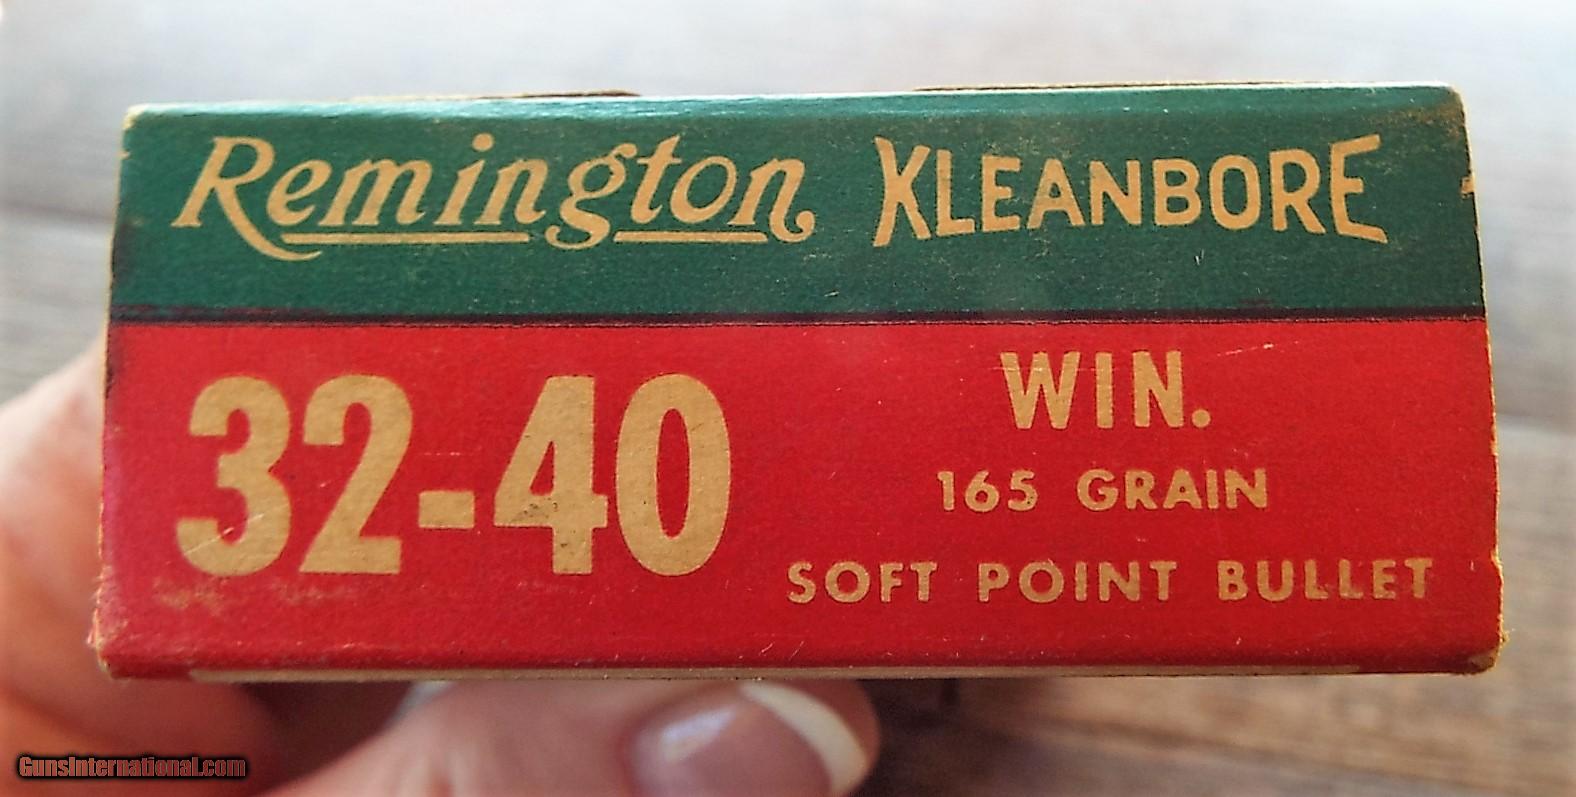 Remington KLEANBORE
32-40
WIN.
165 GRAIN
SOFT POINT BULLET
GunsInternational.com